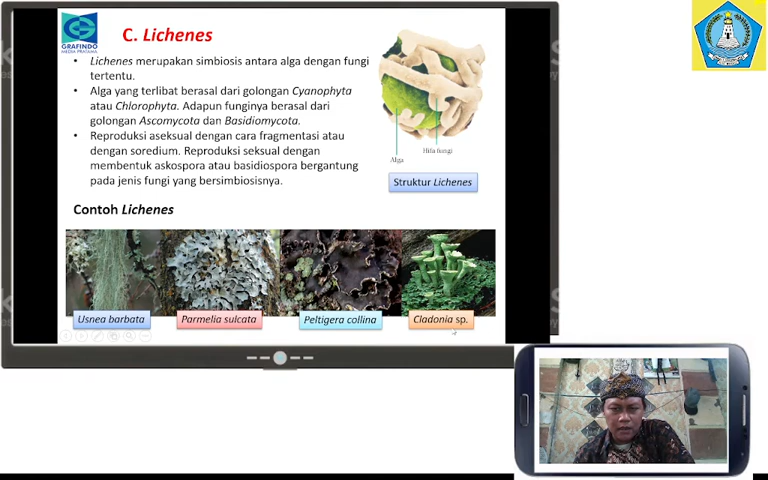 GRAFINDO
MEDIA PRATAMA
C. Lichenes
• Lichenes merupakan simbiosis antara alga dengan fungi
tertentu.
• Alga yang terlibat berasal dari golongan Cyanophyta
atau Chlorophyta. Adapun funginya berasal dari
golongan Ascomycota dan Basidiomycota.
• Reproduksi aseksual dengan cara fragmentasi atau
dengan soredium. Reproduksi seksual dengan
membentuk askospora atau basidiospora bergantung
pada jenis fungi yang bersimbiosisnya.
Alga
Hifa fungi
Struktur Lichenes
Contoh Lichenes
Usnea barbata
Parmelia sulcata
Peltigera collina
Cladonia sp.